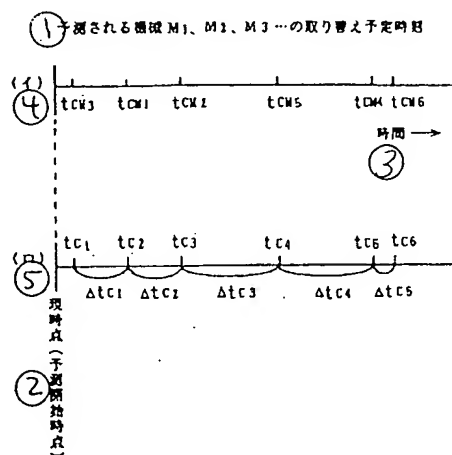 ① 予測される機械M1、M2、M3…の取り替え予定時刻
(イ)
④
tCM3 tCM1 tCM2 tCM5 tCM4 tCM6
時間 →
③
(ロ)
⑤
tC1 tC2 tC3 tC4 tC5 tC6
ΔtC1 ΔtC2 ΔtC3 ΔtC4 ΔtC5
② 現時点(予測開始時点)